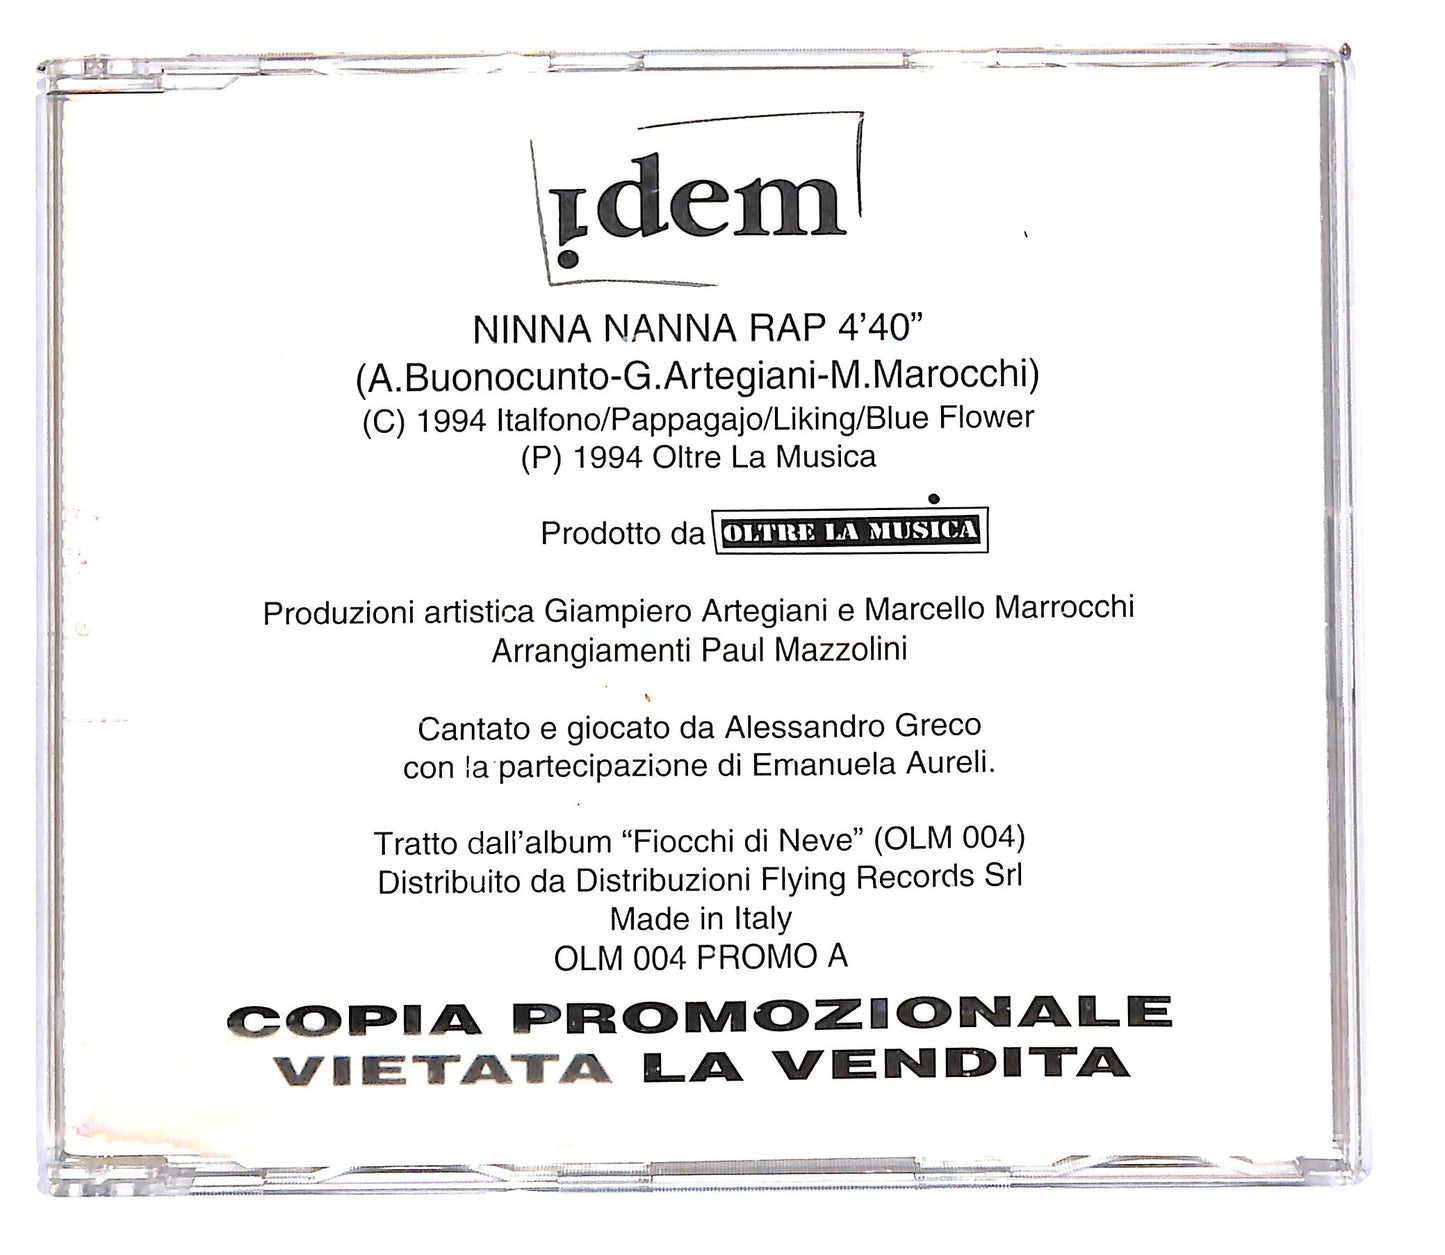 idem
NINNA NANNA RAP 4'40”
(A.Buonocunto-G.Artegiani-M.Marocchi)
(C) 1994 Italfono/Pappagajo/Liking/Blue Flower
(P) 1994 Oltre La Musica
Prodotto da OLTRE LA MUSICA
Produzioni artistica Giampiero Artegiani e Marcello Marrocchi
Arrangiamenti Paul Mazzolini
Cantato e giocato da Alessandro Greco
con la partecipazione di Emanuela Aureli.
Tratto dall'album “Fiocchi di Neve” (OLM 004)
Distribuito da Distribuzioni Flying Records Srl
Made in Italy
OLM 004 PROMO A
COPIA PROMOZIONALE
VIETATA LA VENDITA